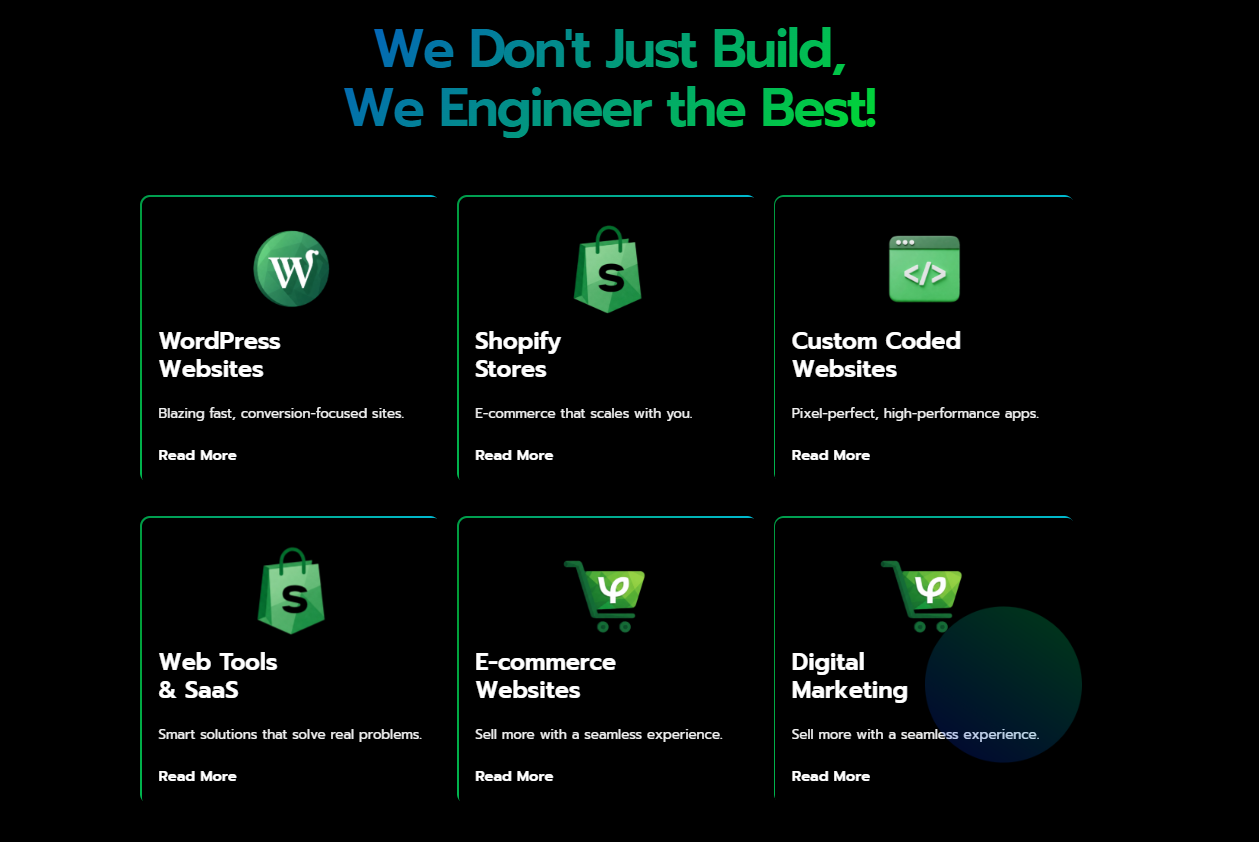 We Don't Just Build,
We Engineer the Best!
W
S
</>
WordPress
Websites
Shopify
Stores
Custom Coded
Websites
Blazing fast, conversion-focused sites.
E-commerce that scales with you.
Pixel-perfect, high-performance apps.
Read More
Read More
Read More
S
Web Tools
& SaaS
E-commerce
Websites
Digital
Marketing
Smart solutions that solve real problems.
Sell more with a seamless experience.
Sell more with a seamless experience.
Read More
Read More
Read More